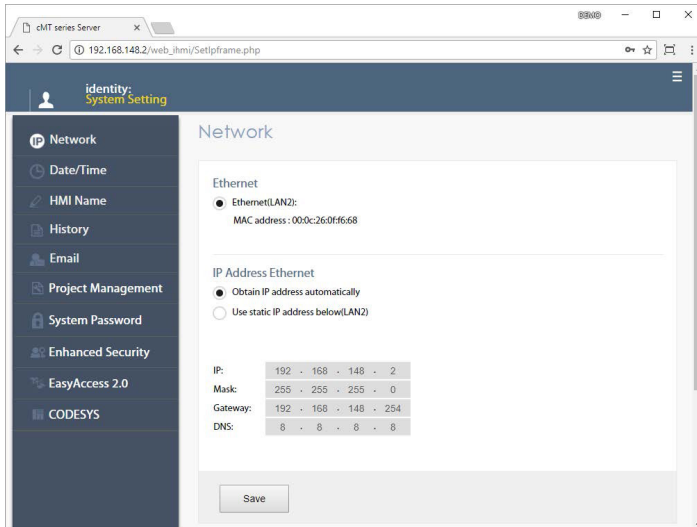 DEMO
cMT series Server
192.168.148.2/web_ihmi/SetIpframe.php
identity:
System Setting
IP Network
Date/Time
HMI Name
History
Email
Project Management
System Password
Enhanced Security
EasyAccess 2.0
CODESYS
Network
Ethernet
Ethernet(LAN2):
MAC address : 00:0c:26:0f:f6:68
IP Address Ethernet
Obtain IP address automatically
Use static IP address below(LAN2)
IP: 192 . 168 . 148 . 2
Mask: 255 . 255 . 255 . 0
Gateway: 192 . 168 . 148 . 254
DNS: 8 . 8 . 8 . 8
Save